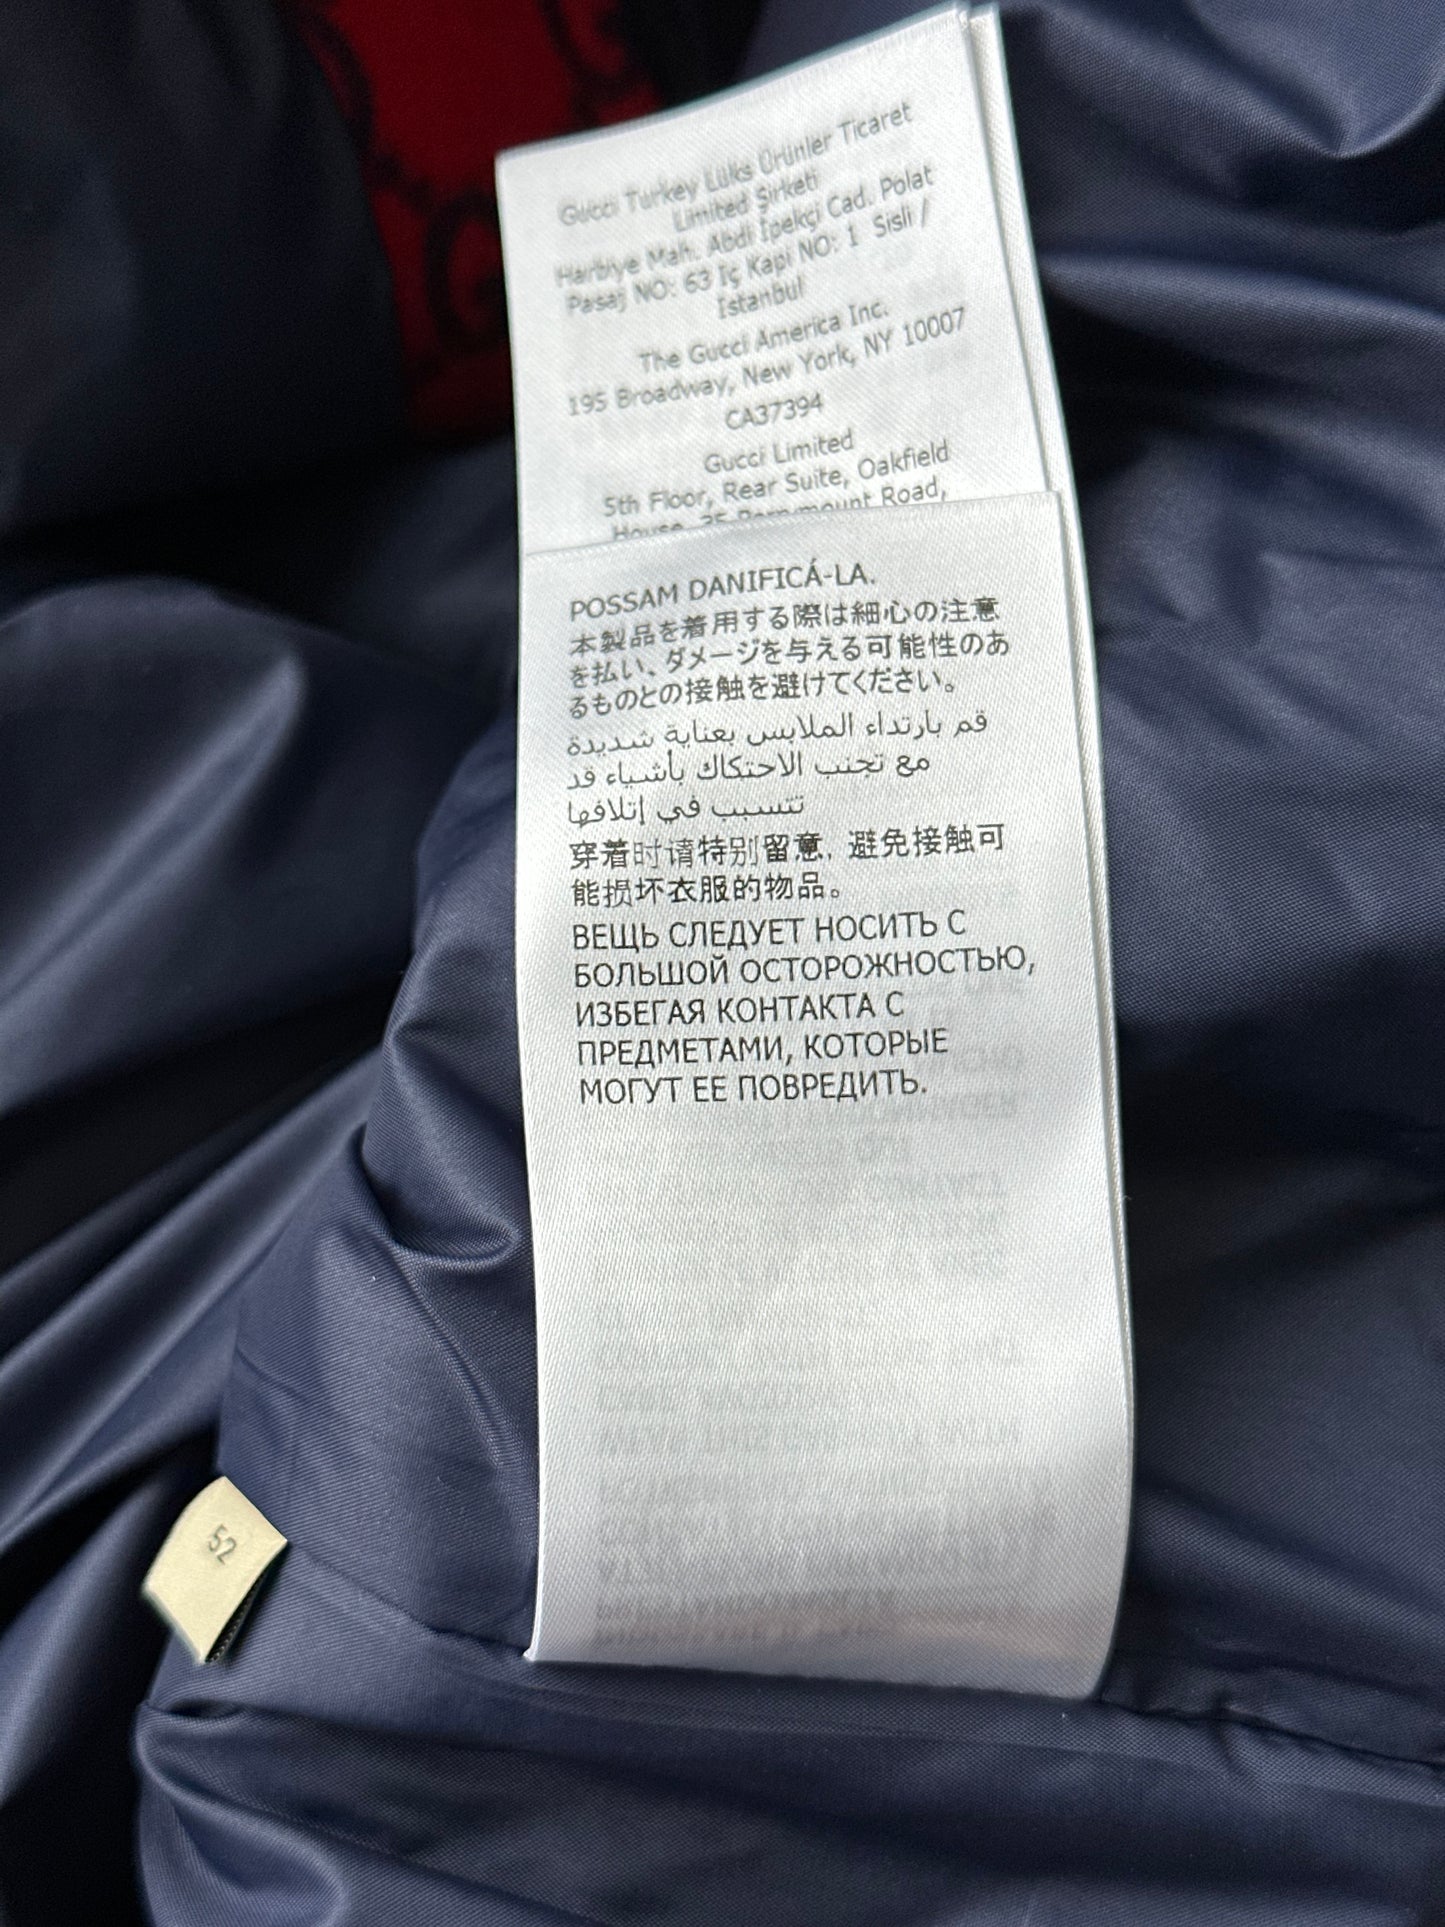 Gucci Turkey Lüks Ürünler Ticaret
Limited Şirketi
Harbiye Mah. Abdi İpekçi Cad. Polat
Pasaj NO: 63 İç Kapi NO: 1 Sisli /
Istanbul
The Gucci America Inc.
195 Broadway, New York, NY 10007
CA37394
Gucci Limited
5th Floor, Rear Suite, Oakfield
House, 35 Perrymount Road,
POSSAM DANIFICÁ-LA.
本製品を着用する際は細心の注意
を払い、ダメージを与える可能性のあ
るものとの接触を避けてください。
قم بارتداء الملابس بعناية شديدة
مع تجنب الاحتكاك بأشياء قد
تتسبب في إتلافها
穿着时请特别留意, 避免接触可
能损坏衣服的物品。
ВЕЩЬ СЛЕДУЕТ НОСИТЬ С
БОЛЬШОЙ ОСТОРОЖНОСТЬЮ,
ИЗБЕГАЯ КОНТАКТА С
ПРЕДМЕТАМИ, КОТОРЫЕ
МОГУТ ЕЕ ПОВРЕДИТЬ.
52